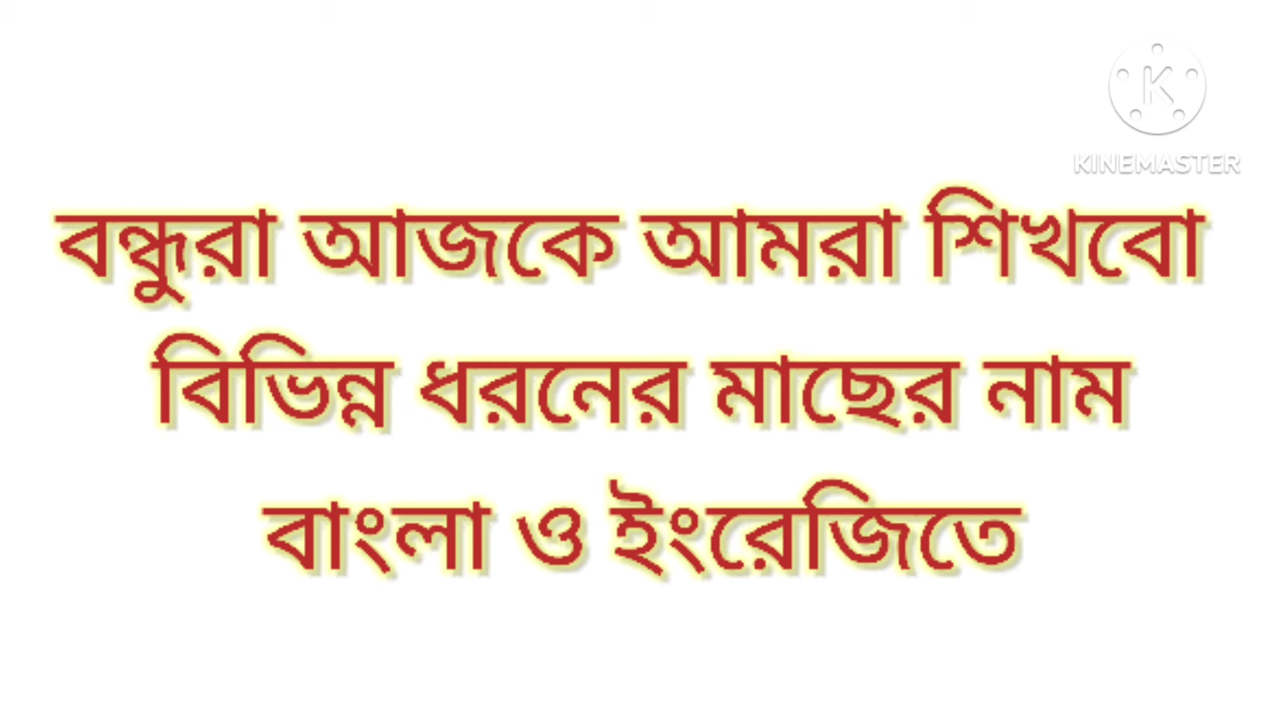 K
KINEMASTER
বন্ধুরা আজকে আমরা শিখবো
বিভিন্ন ধরনের মাছের নাম
বাংলা ও ইংরেজিতে